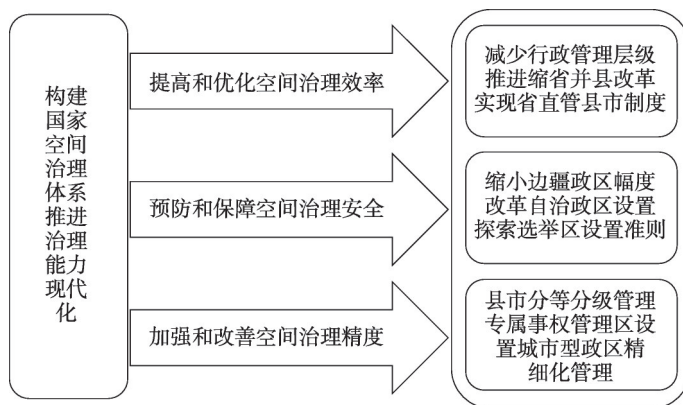 构建
国家
空间
治理
体系
推进
治理
能力
现代
化
提高和优化空间治理效率
减少行政管理层级
推进缩省并县改革
实现省直管县市制度
预防和保障空间治理安全
缩小边疆政区幅度
改革自治政区设置
探索选举区设置准则
加强和改善空间治理精度
县市分等分级管理
专属事权管理区设
置城市型政区精
细化管理